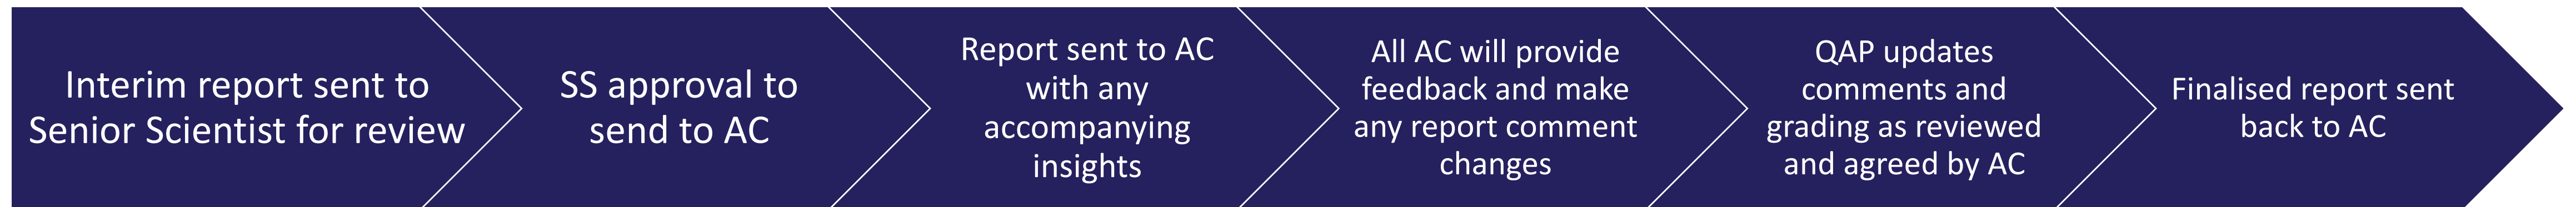 Interim report sent to
Senior Scientist for review
SS approval to
send to AC
Report sent to AC
with any
accompanying
insights
All AC will provide
feedback and make
any report comment
changes
QAP updates
comments and
grading as reviewed
and agreed by AC
Finalised report sent
back to AC